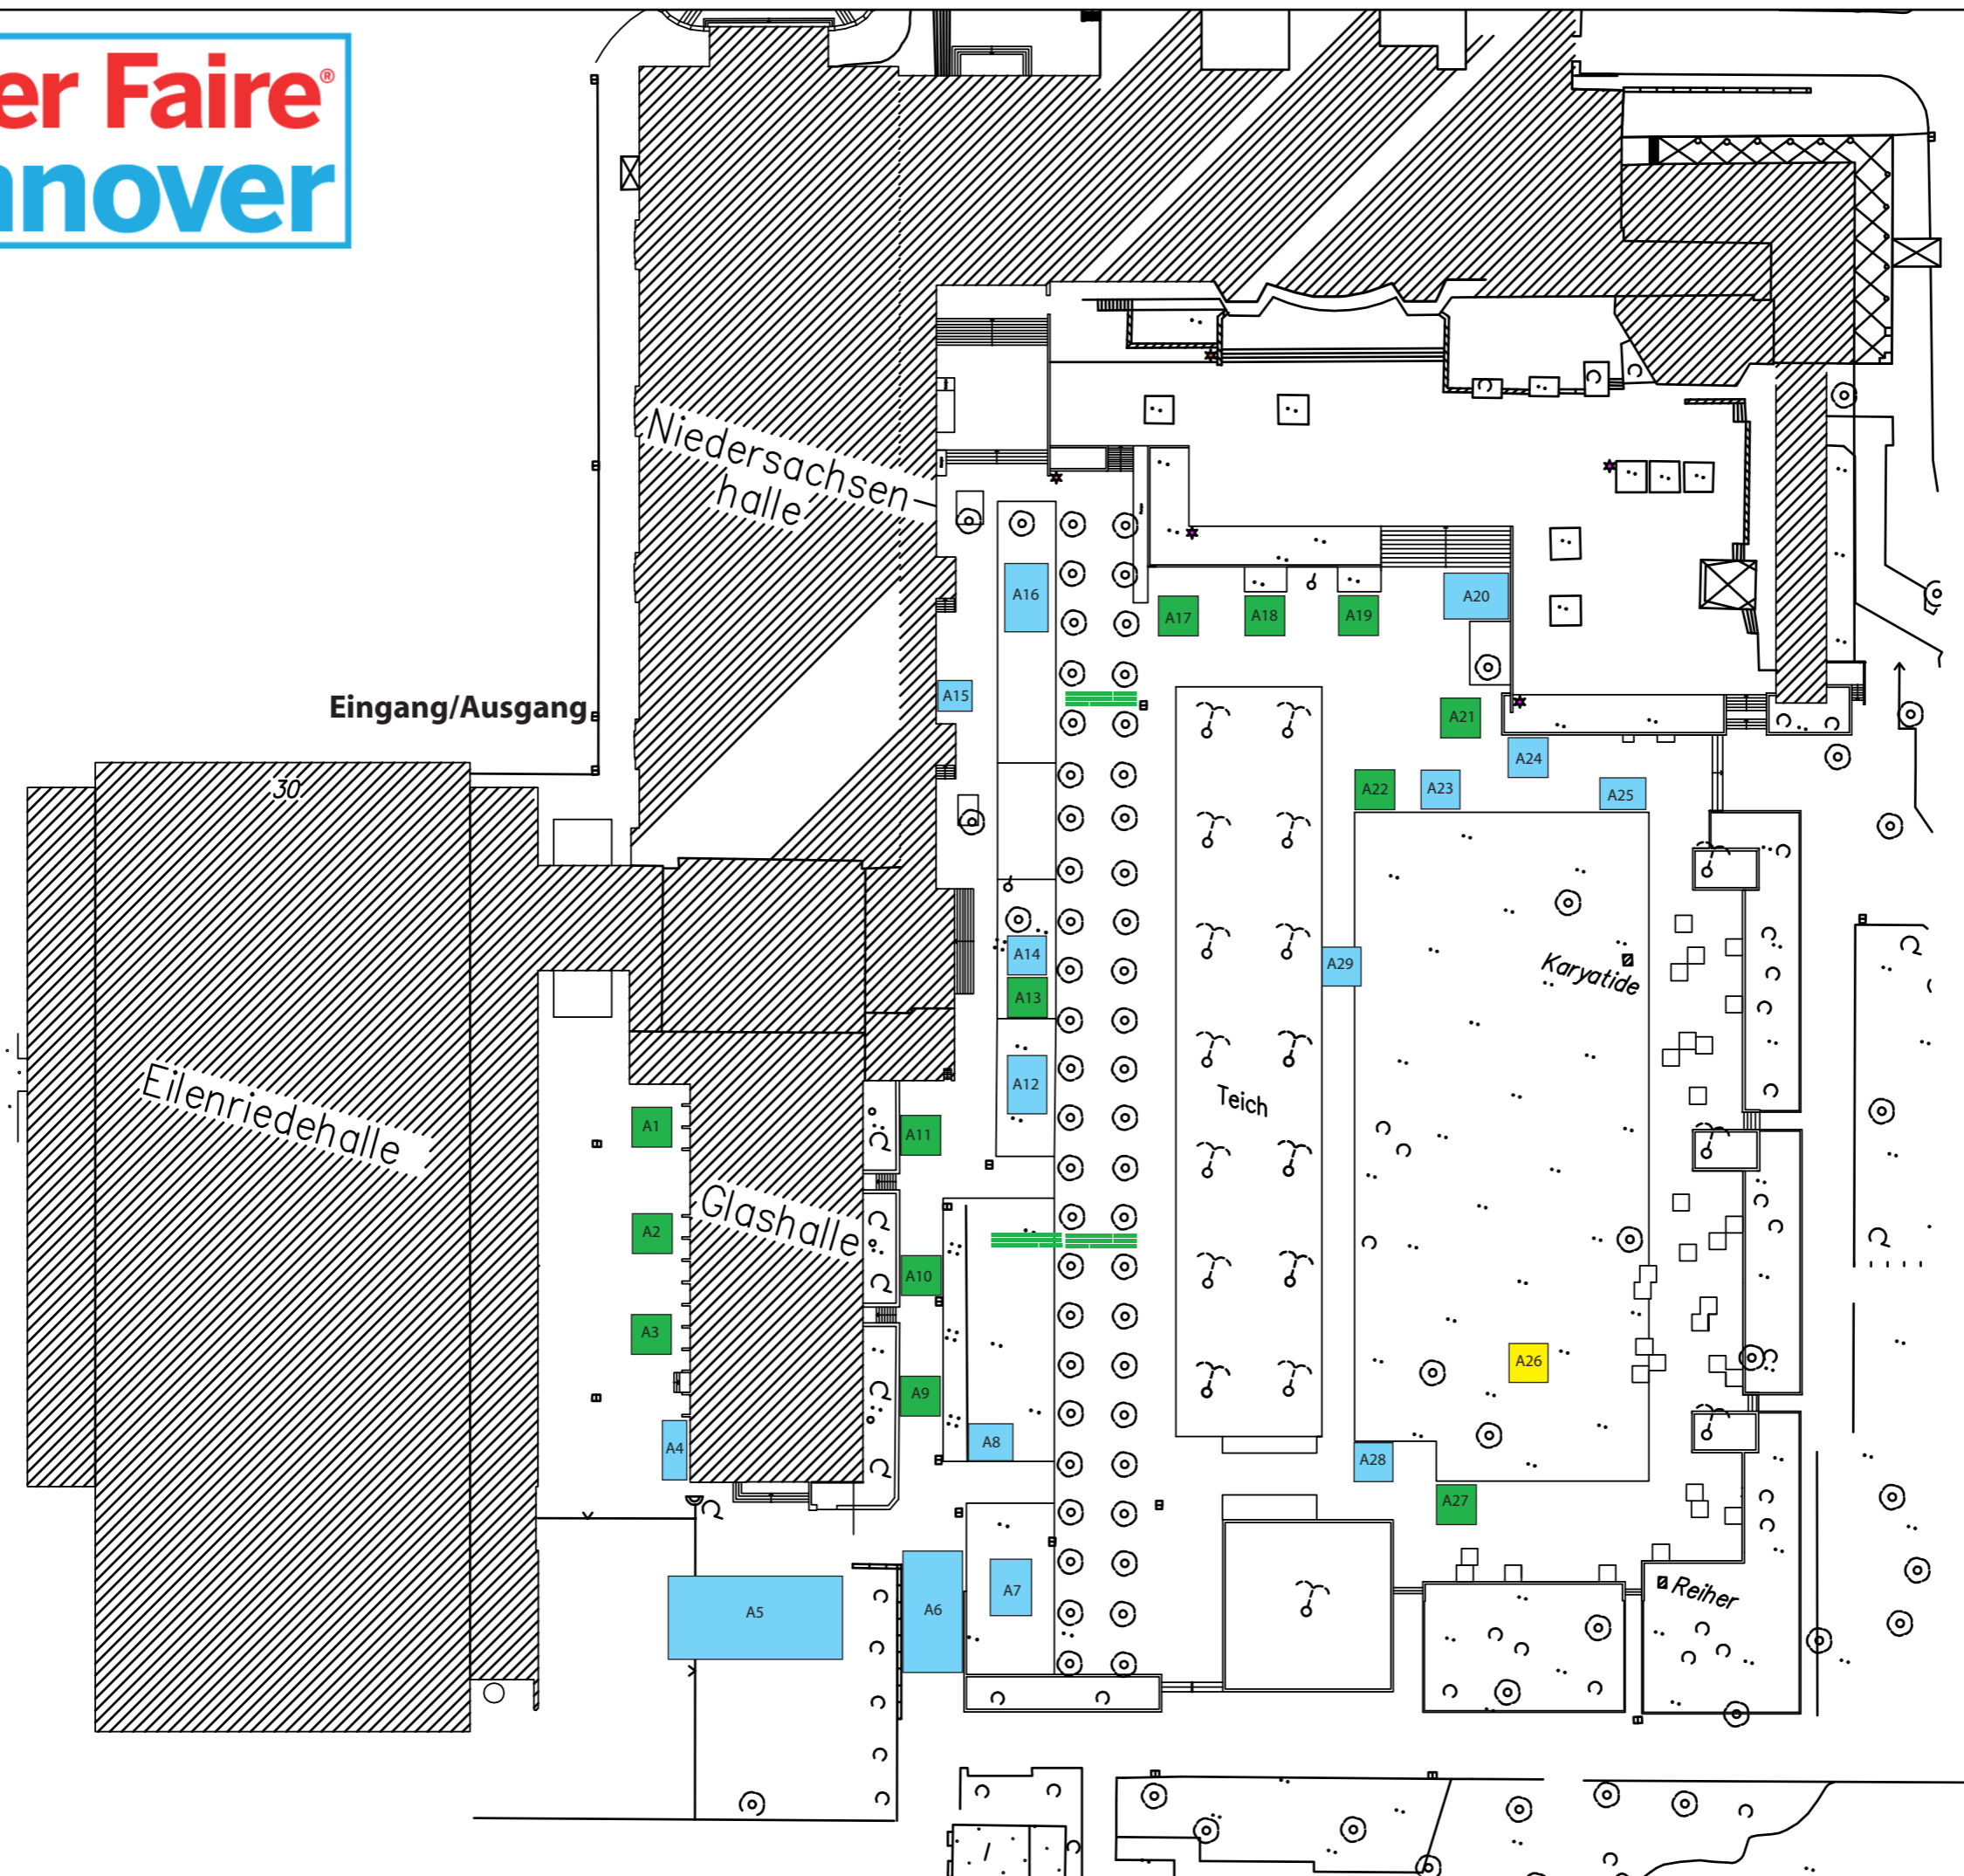 er Faire®
nnover
Niedersachsen
halle
A16
A17
A18
A19
A20
A15
Eingang/Ausgang
A21
A24
30
A22
A23
A25
A14
A29
Karyatide
A13
Eilenriedehalle
A12
Teich
A1
A11
Glashalle
A2
A10
A3
A26
A9
A4
A8
A28
A27
A7
A5
A6
Reiher